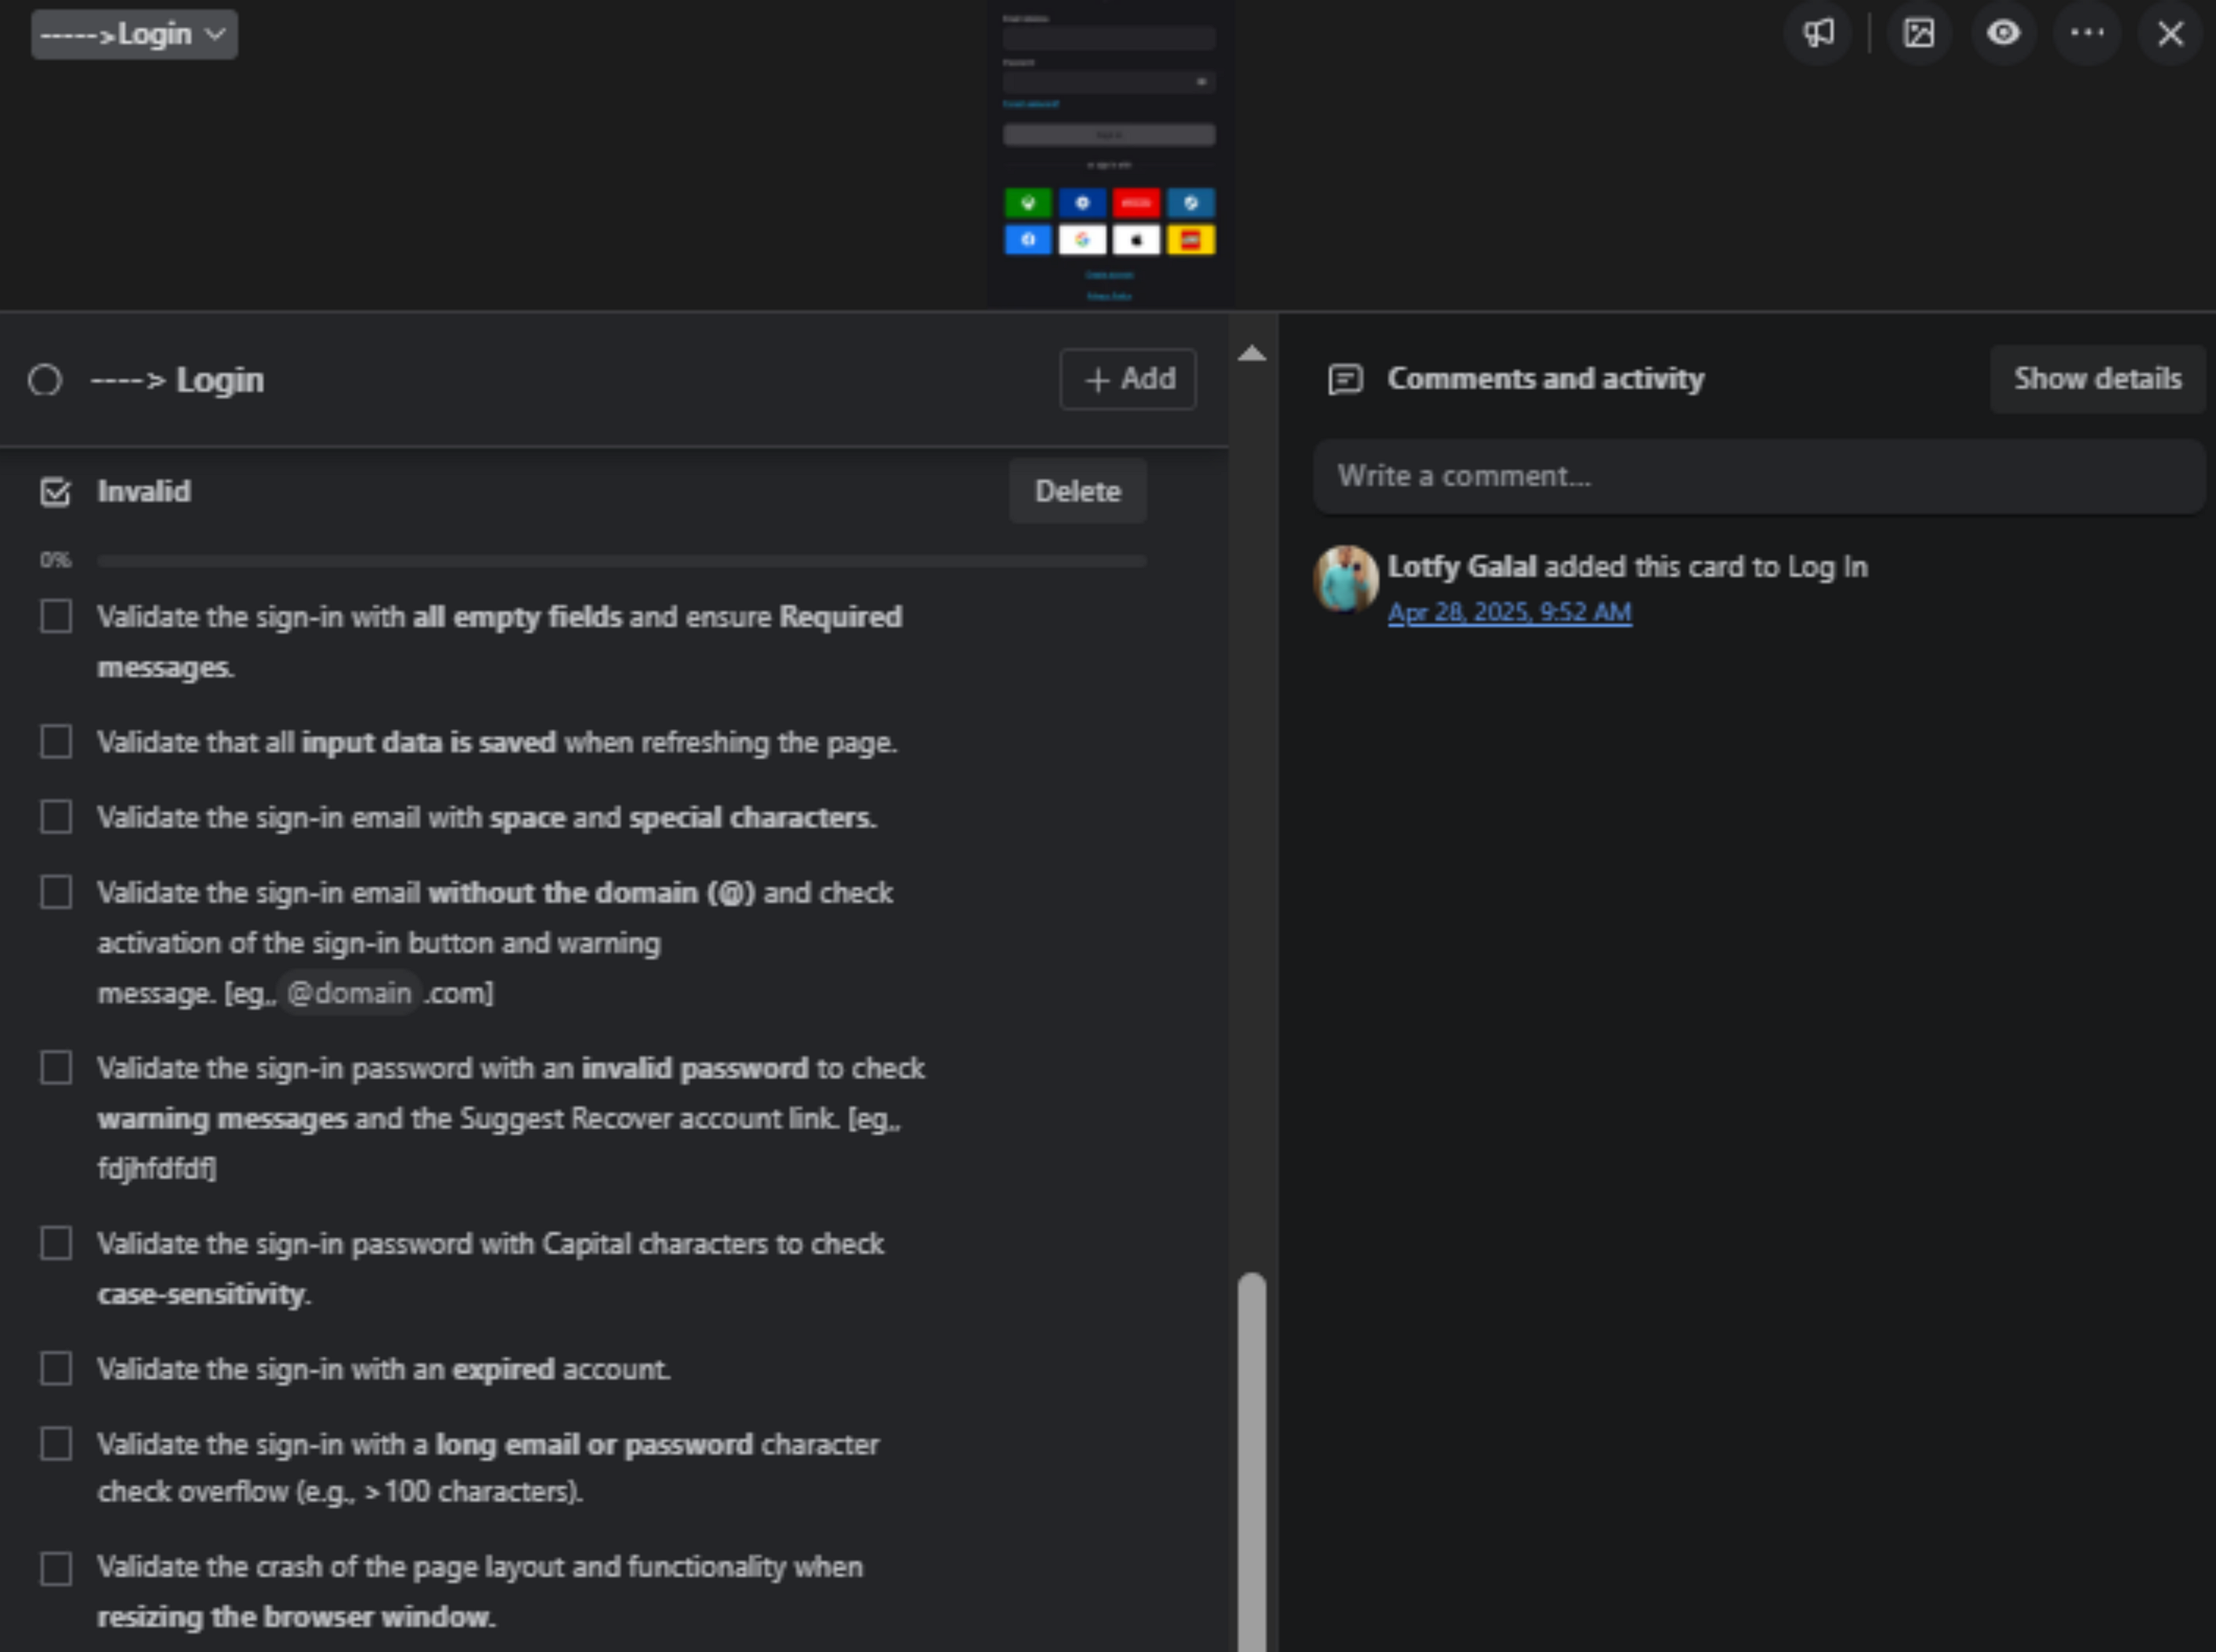 ----->Login
----> Login
+ Add
Invalid
Delete
0%
Validate the sign-in with all empty fields and ensure Required
messages.
Validate that all input data is saved when refreshing the page.
Validate the sign-in email with space and special characters.
Validate the sign-in email without the domain (@) and check
activation of the sign-in button and warning
message. [eg,, @domain .com]
Validate the sign-in password with an invalid password to check
warning messages and the Suggest Recover account link. [eg,,
fdjhfdfdf]
Validate the sign-in password with Capital characters to check
case-sensitivity.
Validate the sign-in with an expired account.
Validate the sign-in with a long email or password character
check overflow (e.g., >100 characters).
Validate the crash of the page layout and functionality when
resizing the browser window.
Comments and activity
Show details
Write a comment...
Lotfy Galal added this card to Log In
Apr 28, 2025, 9:52 AM